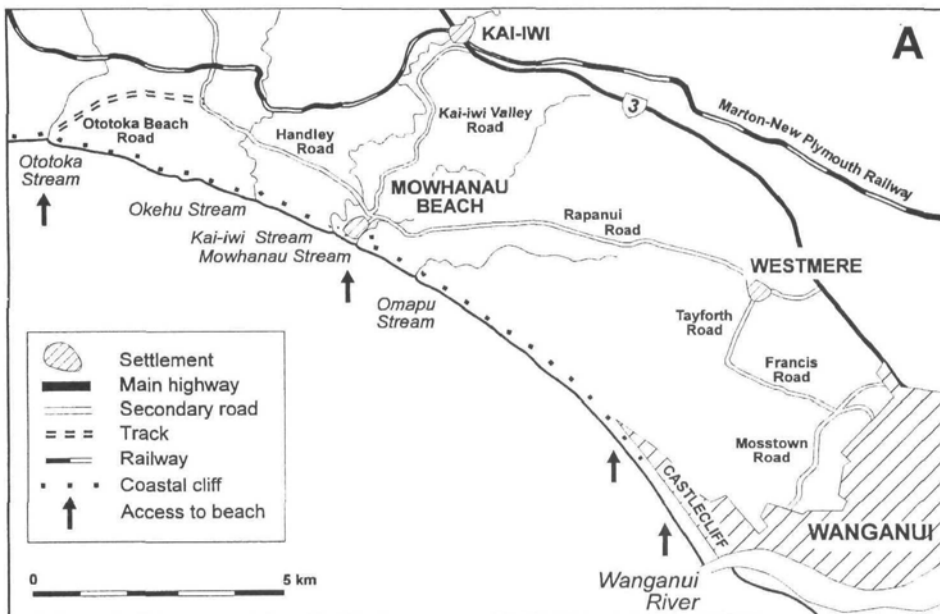 KAI-IWI
A
3
Marton-New Plymouth Railway
Kai-iwi Valley
Road
Handley
Road
Ototoka Beach
Road
Ototoka
Stream
MOWHANAU
BEACH
Okehu Stream
Rapanui
Road
Kai-iwi Stream
Mowhanau Stream
WESTMERE
Omapu
Stream
Tayforth
Road
Francis
Road
Mosstown
Road
CASTLECLIFF
WANGANUI
Wanganui
River
Settlement
Main highway
Secondary road
Track
Railway
Coastal cliff
Access to beach
0
5 km